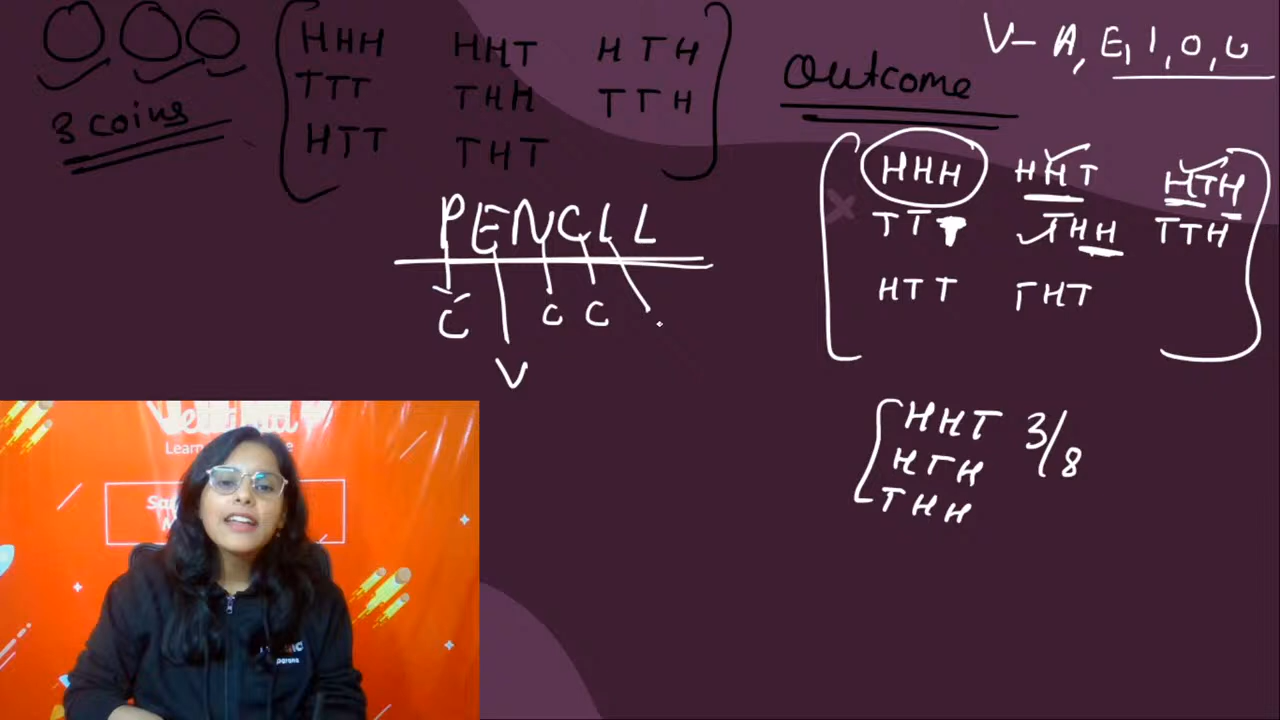 HHH HHT HTH
TTT THH TTH
HTT THT
3 coins
outcome
V- A, E, I, O, U
HHH HHT HTH
TTT THH TTH
HTT THT
PENCIL
C C C
V
HHT 3/8
HTH
THH
Learn